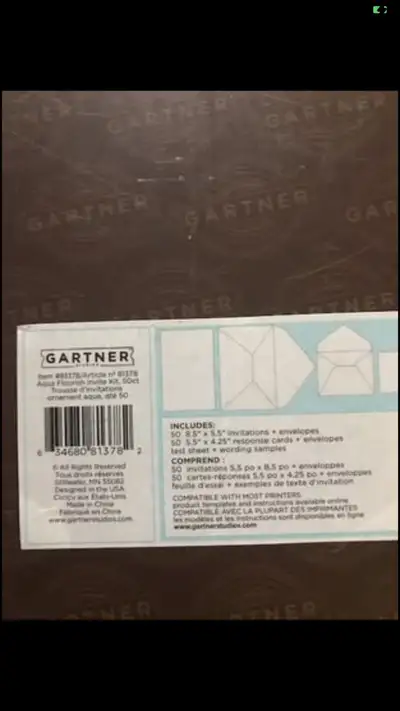 GARTNER
GARTNER
GARTNER
GARTNER
GARTNER
STUDIOS
Item #81378/Article nº 81378
Aqua Flourish Invite Kit, 50ct
Trousse d'invitations
ornement aqua, qté 50
6 34680 81378 2
© All Rights Reserved
Tous droits réservés
Stillwater, MN 55082
Designed in the USA
Conçu aux États-Unis
Made in China
Fabriqué en China
www.gartnerstudios.com
INCLUDES:
50 8.5" x 5.5" invitations + envelopes
50 5.5" x 4.25" response cards + envelopes
test sheet + wording samples
COMPREND :
50 invitations 5,5 po x 8,5 po + enveloppes
50 cartes-réponses 5,5 po x 4.25 po + enveloppes
feuille d'essai + exemples de texte d'invitation
COMPATIBLE WITH MOST PRINTERS
product templates and instructions available online
COMPATIBLE AVEC LA PLUPART DES IMPRIMANTES
les modèles et les instructions sont disponibles en ligne
www.gartnerstudios.com